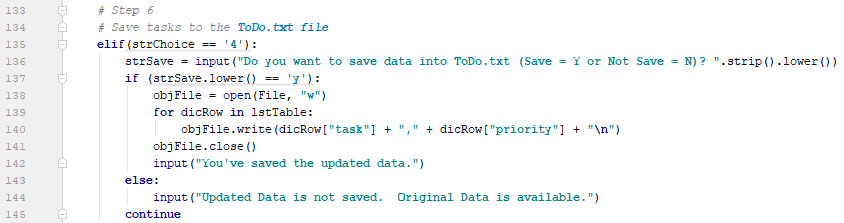 133 # Step 6
134 # Save tasks to the ToDo.txt file
135 elif(strChoice == '4'):
136 strSave = input("Do you want to save data into ToDo.txt (Save = Y or Not Save = N)? ".strip().lower())
137 if (strSave.lower() == 'y'):
138 objFile = open(File, "w")
139 for dicRow in lstTable:
140 objFile.write(dicRow["task"] + "," + dicRow["priority"] + "\n")
141 objFile.close()
142 input("You've saved the updated data.")
143 else:
144 input("Updated Data is not saved.  Original Data is available.")
145 continue